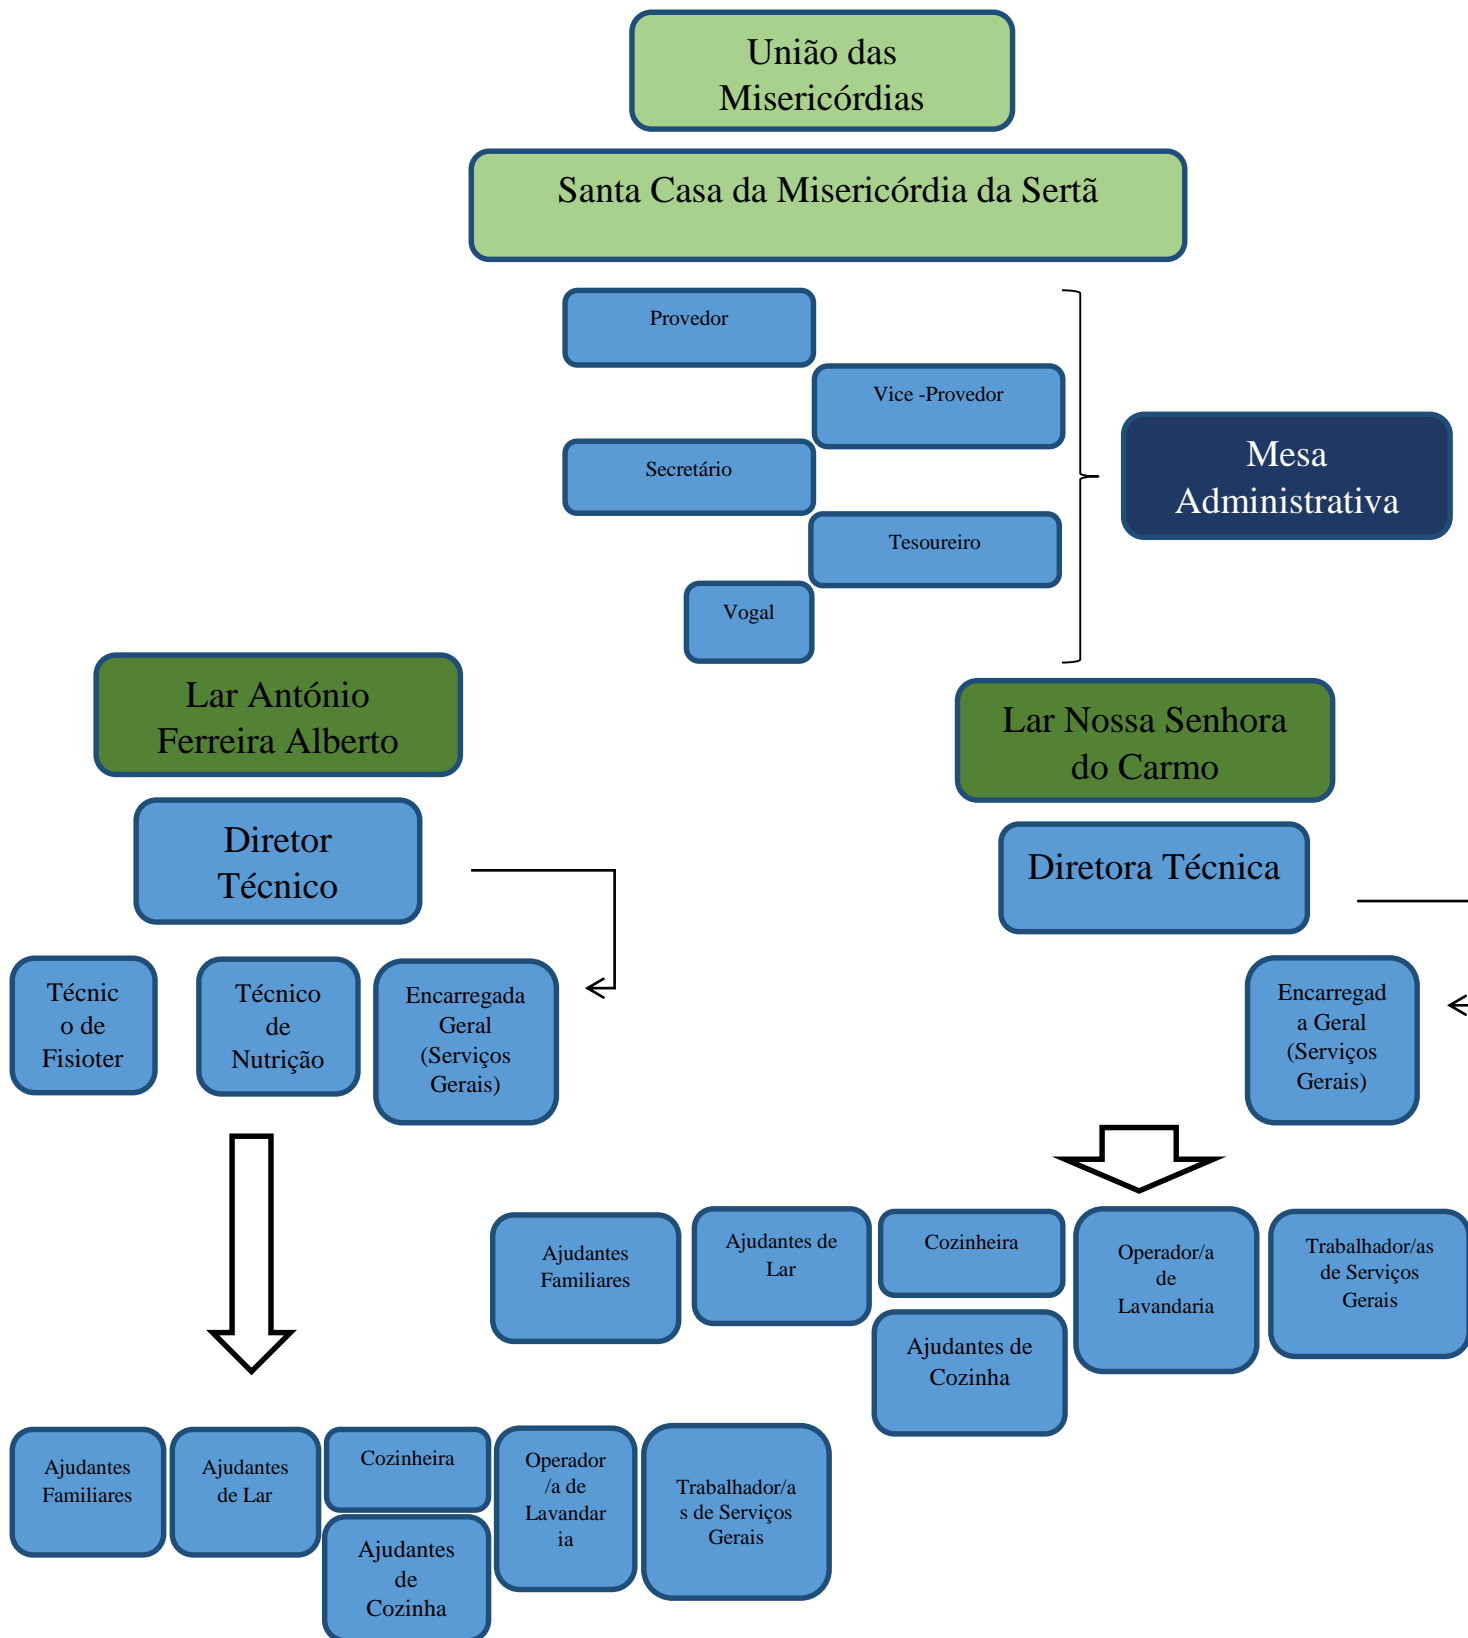 União das
Misericórdias
Santa Casa da Misericórdia da Sertã
Provedor
Vice -Provedor
Secretário
Tesoureiro
Vogal
Mesa
Administrativa
Lar António
Ferreira Alberto
Diretor
Técnico
Técnic
o de
Fisioter
Técnico
de
Nutrição
Encarregada
Geral
(Serviços
Gerais)
Lar Nossa Senhora
do Carmo
Diretora Técnica
Encarregad
a Geral
(Serviços
Gerais)
Ajudantes
Familiares
Ajudantes de
Lar
Cozinheira
Ajudantes de
Cozinha
Operador/a
de
Lavandaria
Trabalhador/as
de Serviços
Gerais
Ajudantes
Familiares
Ajudantes
de Lar
Cozinheira
Ajudantes
de
Cozinha
Operador
/a de
Lavandar
ia
Trabalhador/a
s de Serviços
Gerais